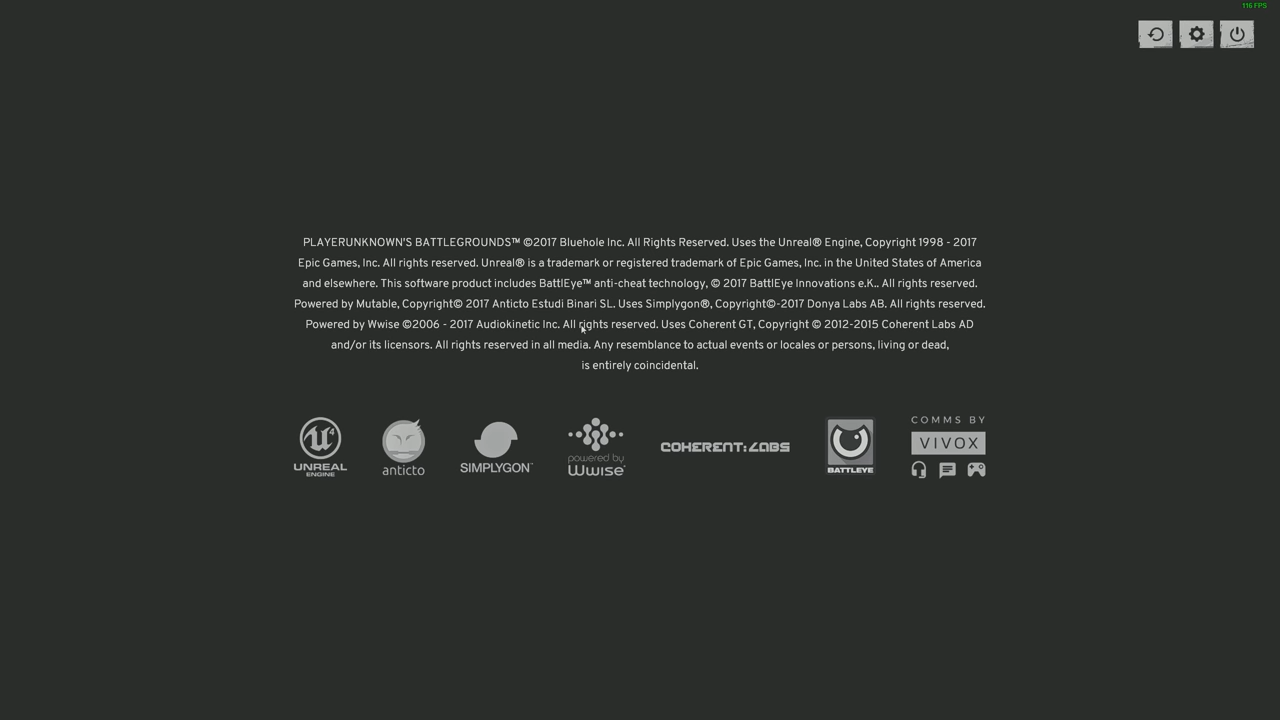 116 FPS
PLAYERUNKNOWN'S BATTLEGROUNDS™ ©2017 Bluehole Inc. All Rights Reserved. Uses the Unreal® Engine, Copyright 1998 - 2017
Epic Games, Inc. All rights reserved. Unreal® is a trademark or registered trademark of Epic Games, Inc. in the United States of America
and elsewhere. This software product includes BattlEye™ anti-cheat technology, © 2017 BattlEye Innovations e.K.. All rights reserved.
Powered by Mutable, Copyright© 2017 Anticto Estudi Binari SL. Uses Simplygon®, Copyright©-2017 Donya Labs AB. All rights reserved.
Powered by Wwise ©2006 - 2017 Audiokinetic Inc. All rights reserved. Uses Coherent GT, Copyright © 2012-2015 Coherent Labs AD
and/or its licensors. All rights reserved in all media. Any resemblance to actual events or locales or persons, living or dead,
is entirely coincidental.
U4
UNREAL
ENGINE
anticto
SIMPLYGON™
powered by
Wwise®
COHERENT:LABS
BATTLEYE
COMMS BY
VIVOX